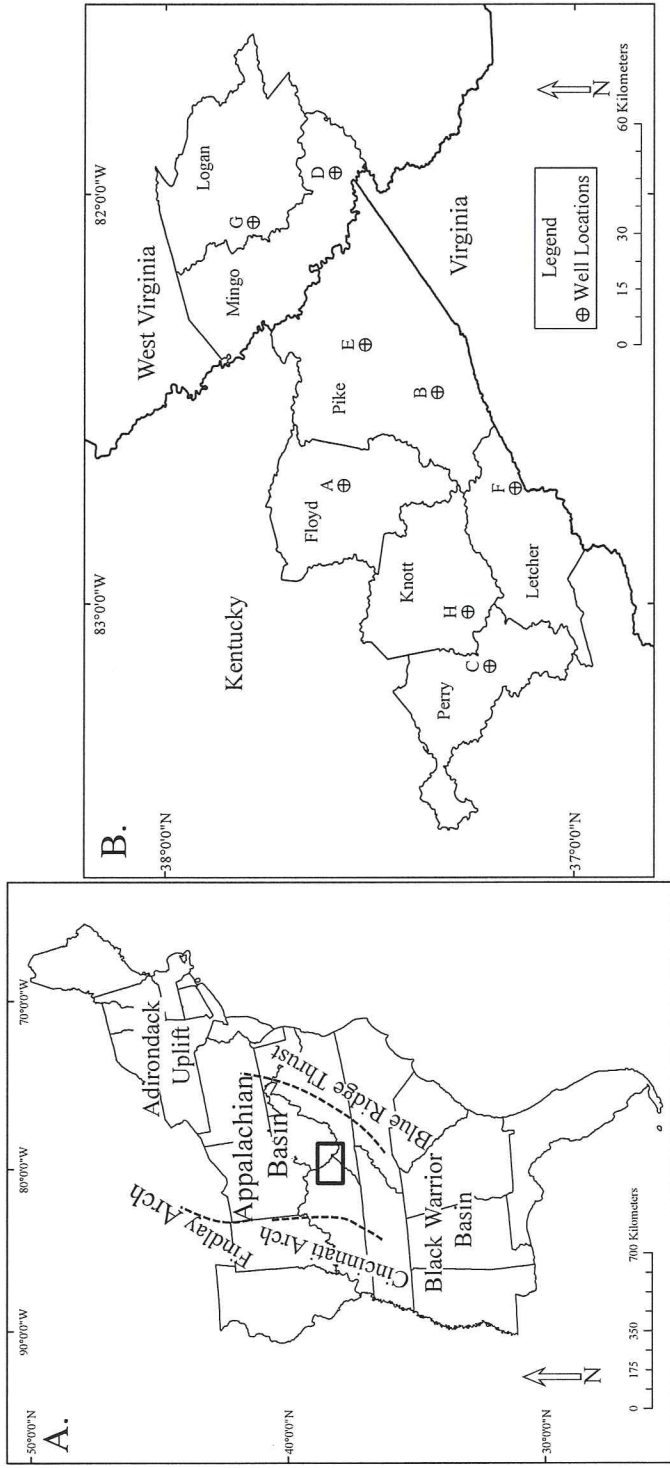 A.
90°0'0"W
80°0'0"W
70°0'0"W
50°0'0"N
40°0'0"N
30°0'0"N
Adirondack
Uplift
Appalachian
Basin
Findlay Arch
Cincinnati Arch
Blue Ridge Thrust
Black Warrior
Basin
N
0 175 350 700 Kilometers
B.
83°0'0"W
82°0'0"W
38°0'0"N
37°0'0"N
West Virginia
Kentucky
Virginia
Logan
G
Mingo
D
Pike
E
B
Floyd
A
Knott
H
Letcher
F
Perry
C
Legend
Well Locations
0 15 30 60 Kilometers
N